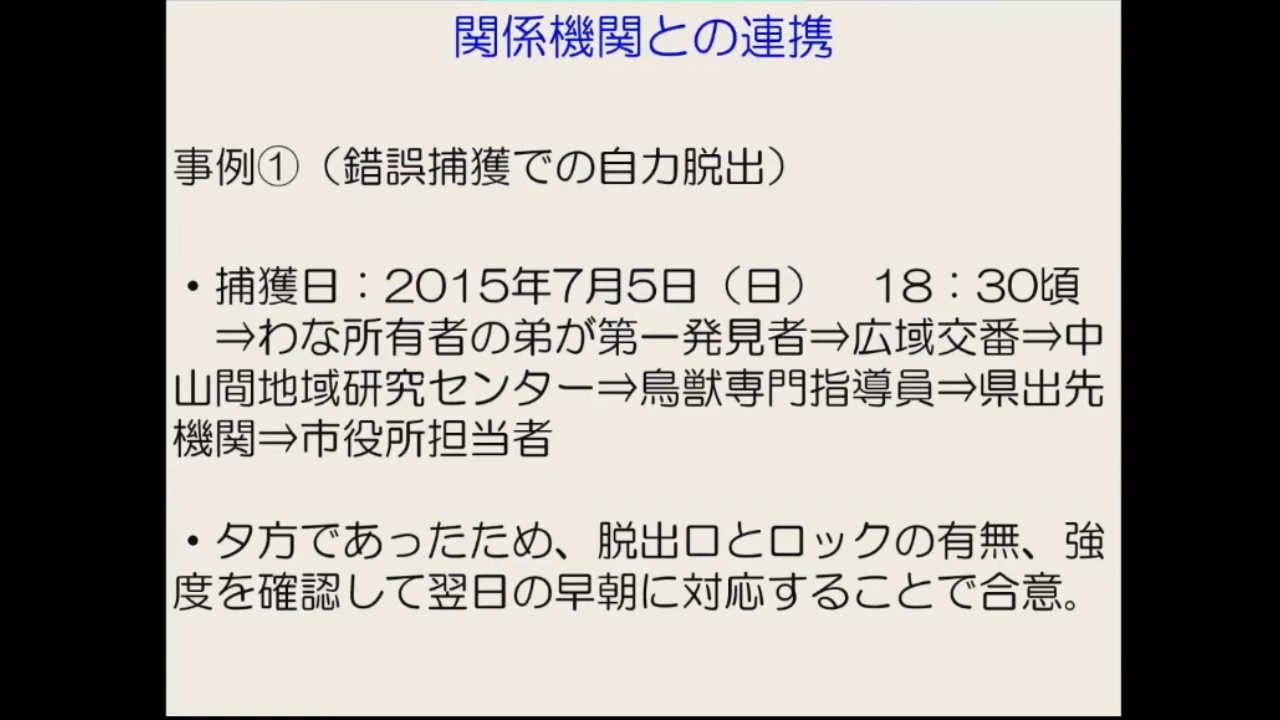 関係機関との連携
事例①（錯誤捕獲での自力脱出）
・捕獲日：2015年7月5日（日）　18：30頃
⇒わな所有者の弟が第一発見者⇒広域交番⇒中
山間地域研究センター⇒鳥獣専門指導員⇒県出先
機関⇒市役所担当者
・夕方であったため、脱出口とロックの有無、強
度を確認して翌日の早朝に対応することで合意。